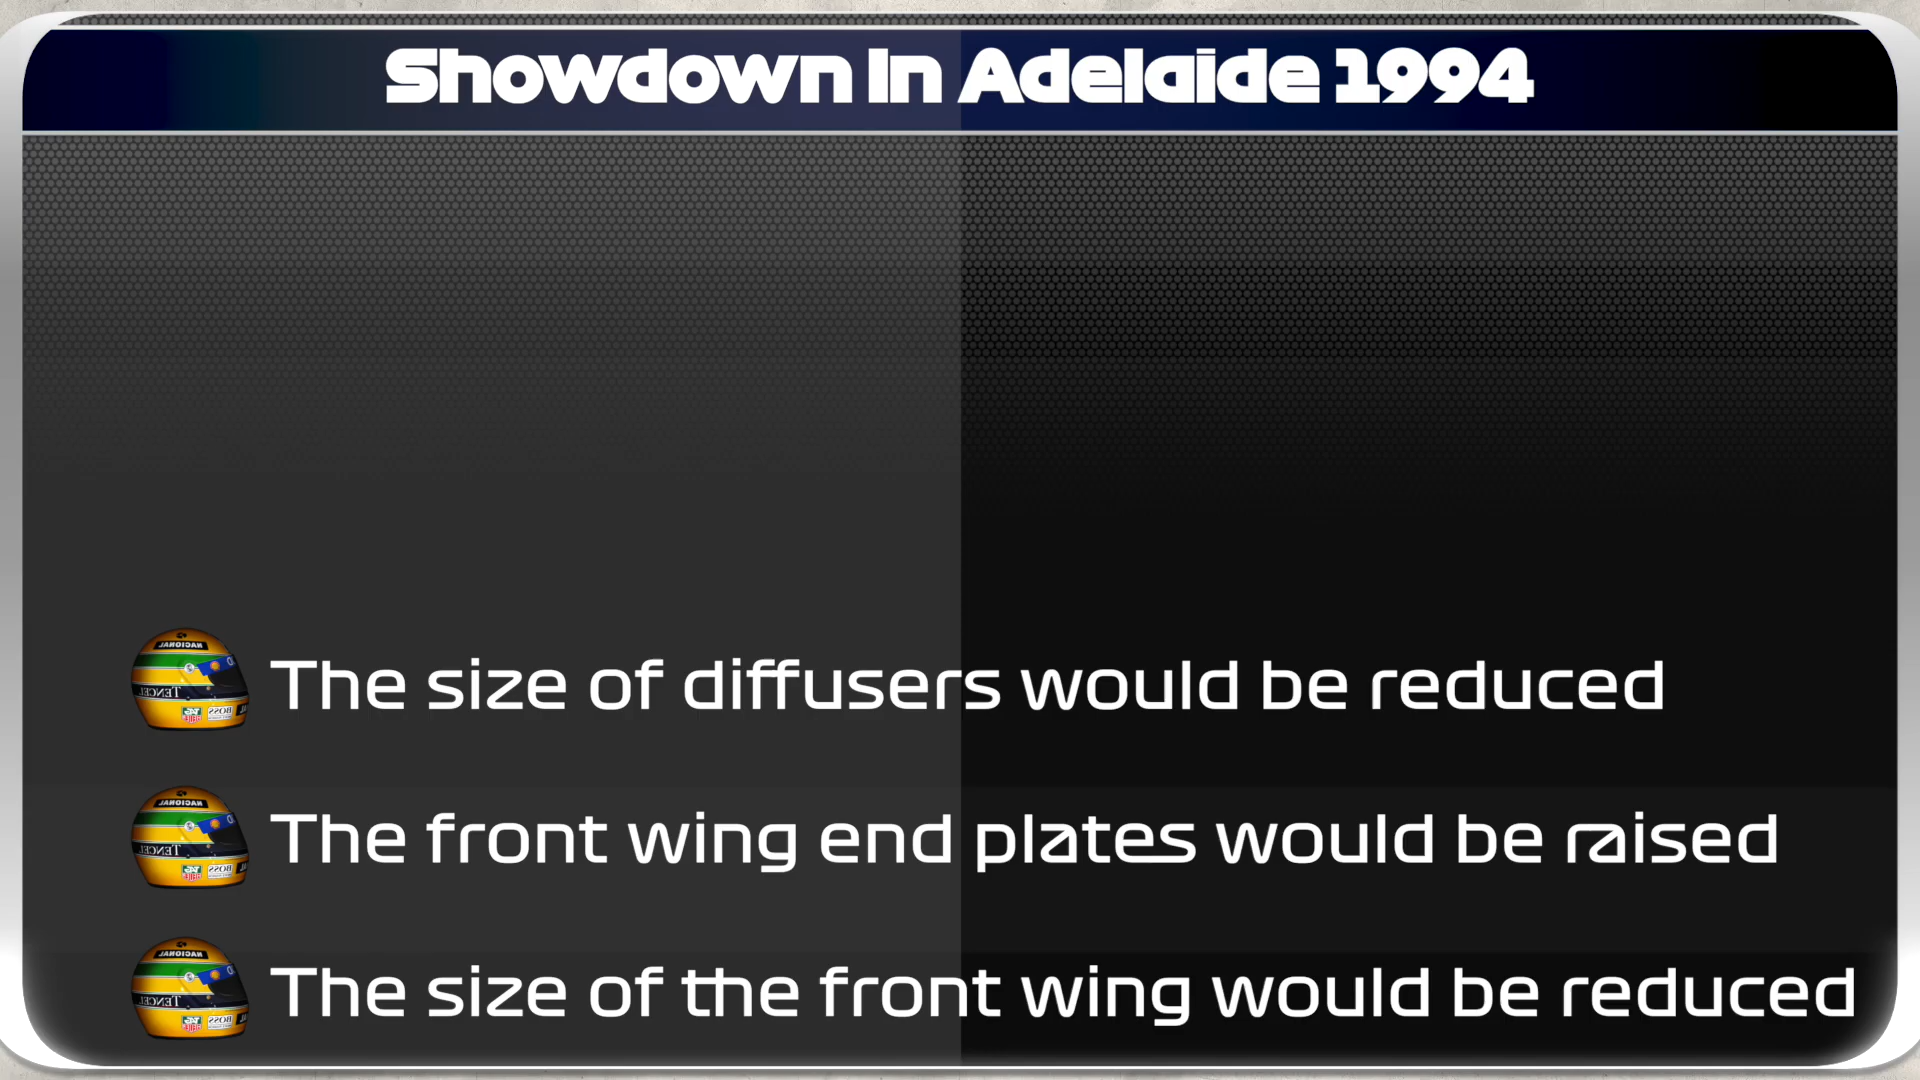 Showdown In Adelaide 1994
The size of diffusers would be reduced
The front wing end plates would be raised
The size of the front wing would be reduced